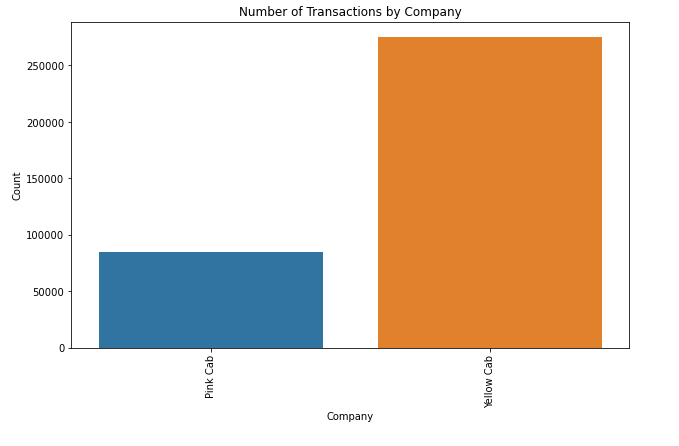 Number of Transactions by Company
250000
200000
150000
100000
50000
0
Count
Pink Cab
Yellow Cab
Company